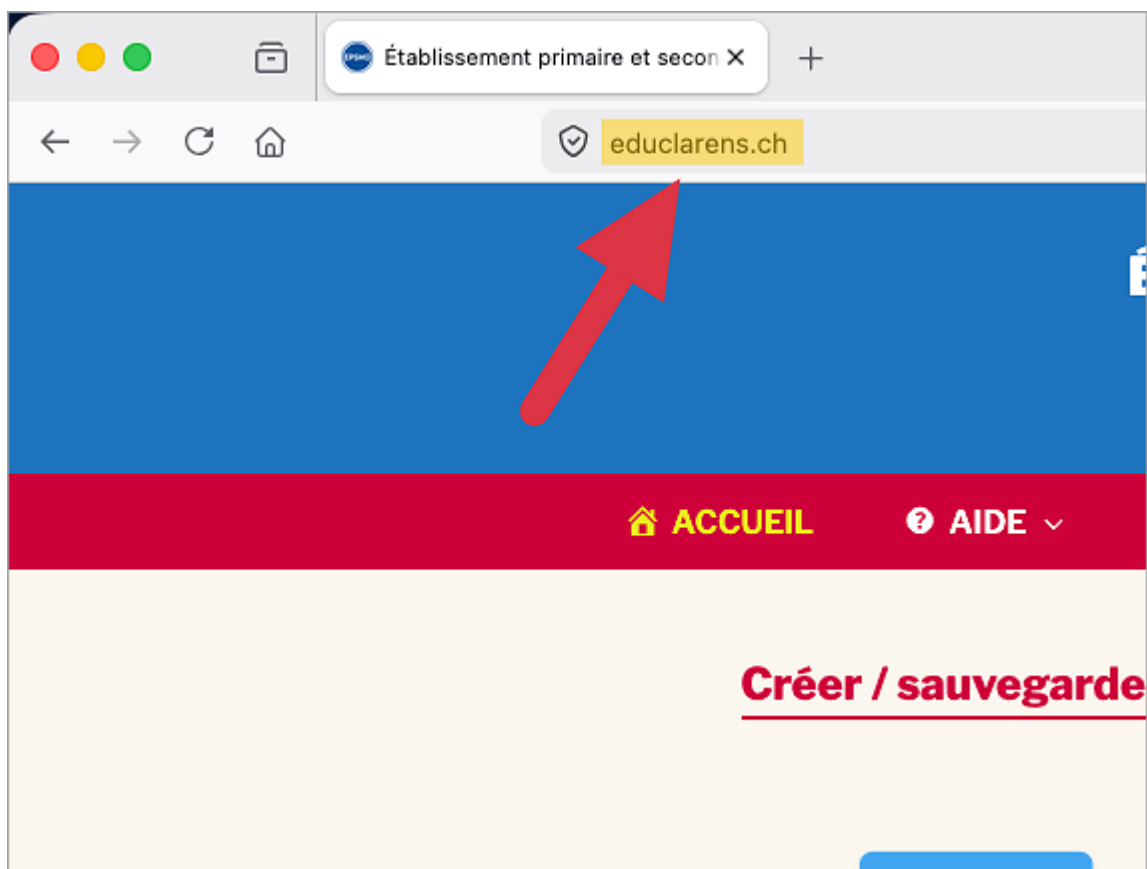 Établissement primaire et secon
educlarens.ch
É
ACCUEIL
AIDE
Créer / sauvegarde